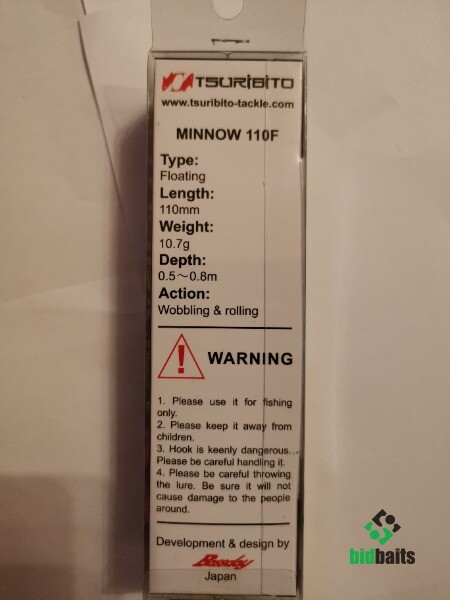 TSURIBITO
www.tsuribito-tackle.com
MINNOW 110F
Type:
Floating
Length:
110mm
Weight:
10.7g
Depth:
0.5～0.8m
Action:
Wobbling & rolling
WARNING
1. Please use it for fishing
only.
2. Please keep it away from
children.
3. Hook is keenly dangerous...
Please be careful handling it.
4. Please be careful throwing
the lure. Be sure it will not
cause damage to the people
around.
Development & design by
Japan
bidbaits